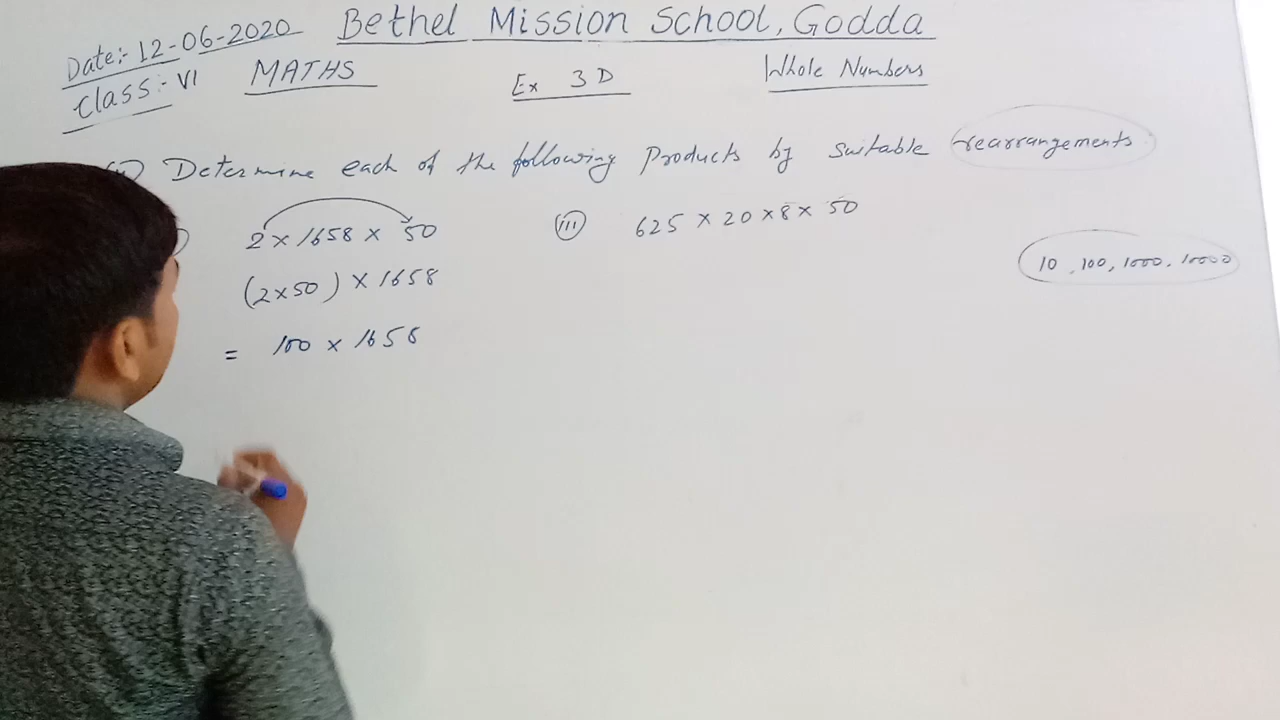 Bethel Mission School, Godda
Date:- 12-06-2020
Class:- VI
MATHS
Ex 3D
Whole Numbers
Determine each of the following Products by suitable rearrangements
2 × 1658 × 50
(2×50) × 1658
= 100 × 1658
(iii) 625 × 20 × 8 × 50
10, 100, 1000, 10000